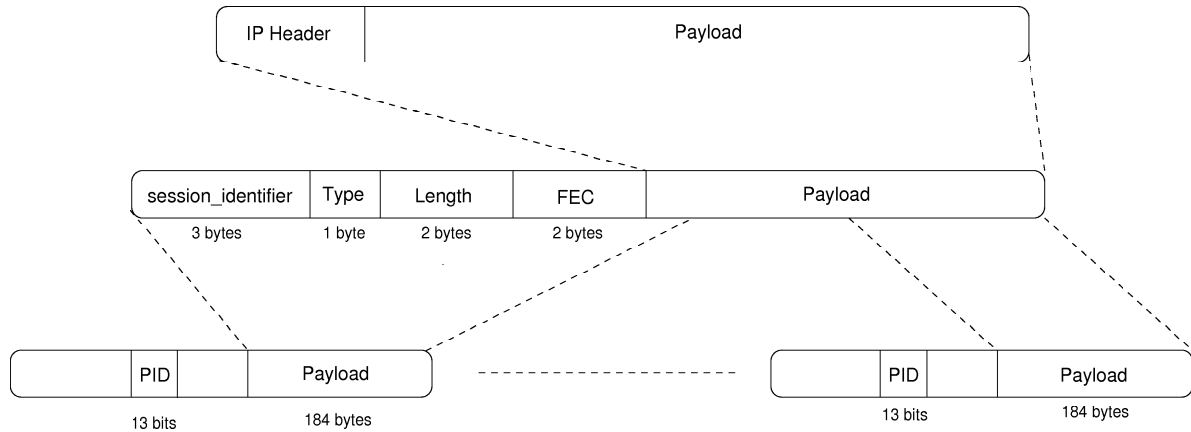 IP Header
Payload
session_identifier
Type
Length
FEC
Payload
3 bytes
1 byte
2 bytes
2 bytes
PID
Payload
PID
Payload
13 bits
184 bytes
13 bits
184 bytes